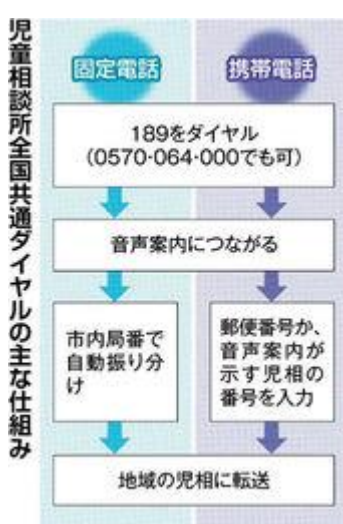 児童相談所全国共通ダイヤルの主な仕組み
固定電話
携帯電話
189をダイヤル
(0570・064・000でも可)
音声案内につながる
市内局番で
自動振り分
け
郵便番号か、
音声案内が
示す児相の
番号を入力
地域の児相に転送